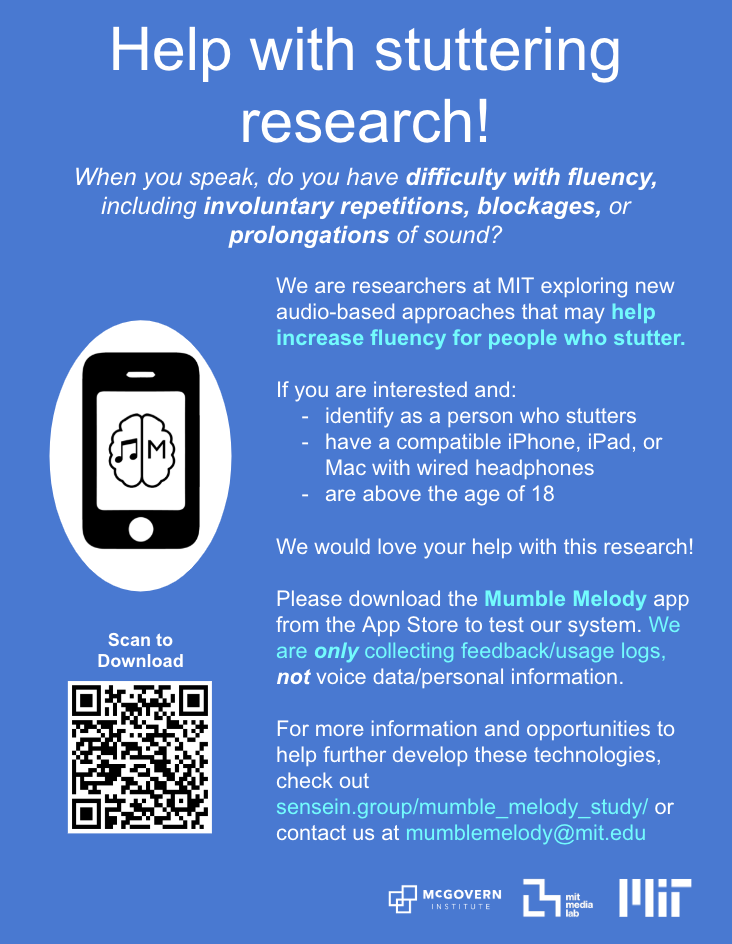 Help with stuttering
research!
When you speak, do you have difficulty with fluency,
including involuntary repetitions, blockages, or
prolongations of sound?
We are researchers at MIT exploring new
audio-based approaches that may help
increase fluency for people who stutter.
If you are interested and:
- identify as a person who stutters
- have a compatible iPhone, iPad, or
Mac with wired headphones
- are above the age of 18
We would love your help with this research!
Please download the Mumble Melody app
from the App Store to test our system. We
are only collecting feedback/usage logs,
not voice data/personal information.
For more information and opportunities to
help further develop these technologies,
check out
sensein.group/mumble_melody_study/ or
contact us at mumblemelody@mit.edu
M
Scan to
Download
McGOVERN
INSTITUTE
mit
media
lab
MIT